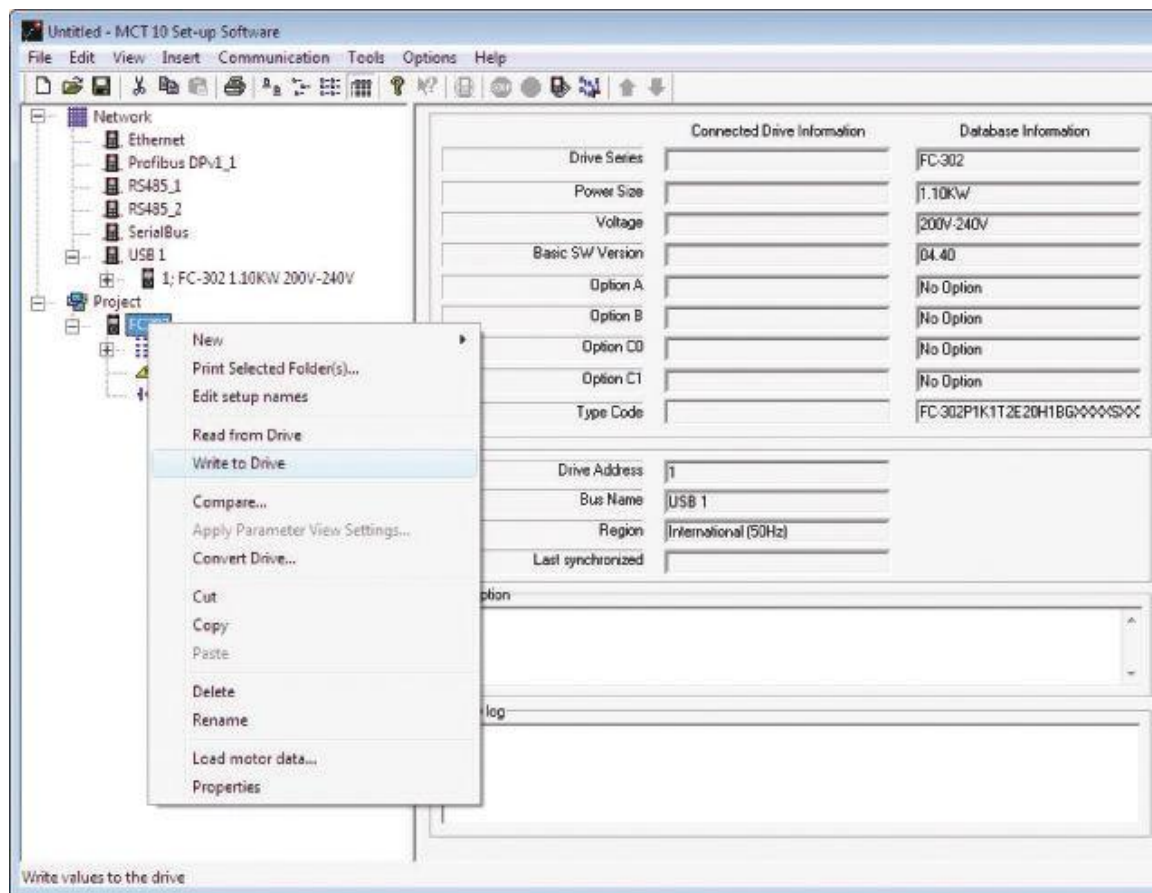 Untitled - MCT 10 Set-up Software
File Edit View Insert Communication Tools Options Help
Network
Ethernet
Profibus DPv1_1
RS485_1
RS485_2
SerialBus
USB 1
1; FC-302 1.10KW 200V-240V
Project
New
Print Selected Folder(s)...
Edit setup names
Read from Drive
Write to Drive
Compare...
Apply Parameter View Settings...
Convert Drive...
Cut
Copy
Paste
Delete
Rename
Load motor data...
Properties
Connected Drive Information Database Information
Drive Series FC-302
Power Size 1.10KW
Voltage 200V-240V
Basic SW Version 04.40
Option A No Option
Option B No Option
Option C0 No Option
Option C1 No Option
Type Code FC-302P1K1T2E20H1BGXXXXSXX
Drive Address 1
Bus Name USB 1
Region International (50Hz)
Last synchronized
ption
log
Write values to the drive